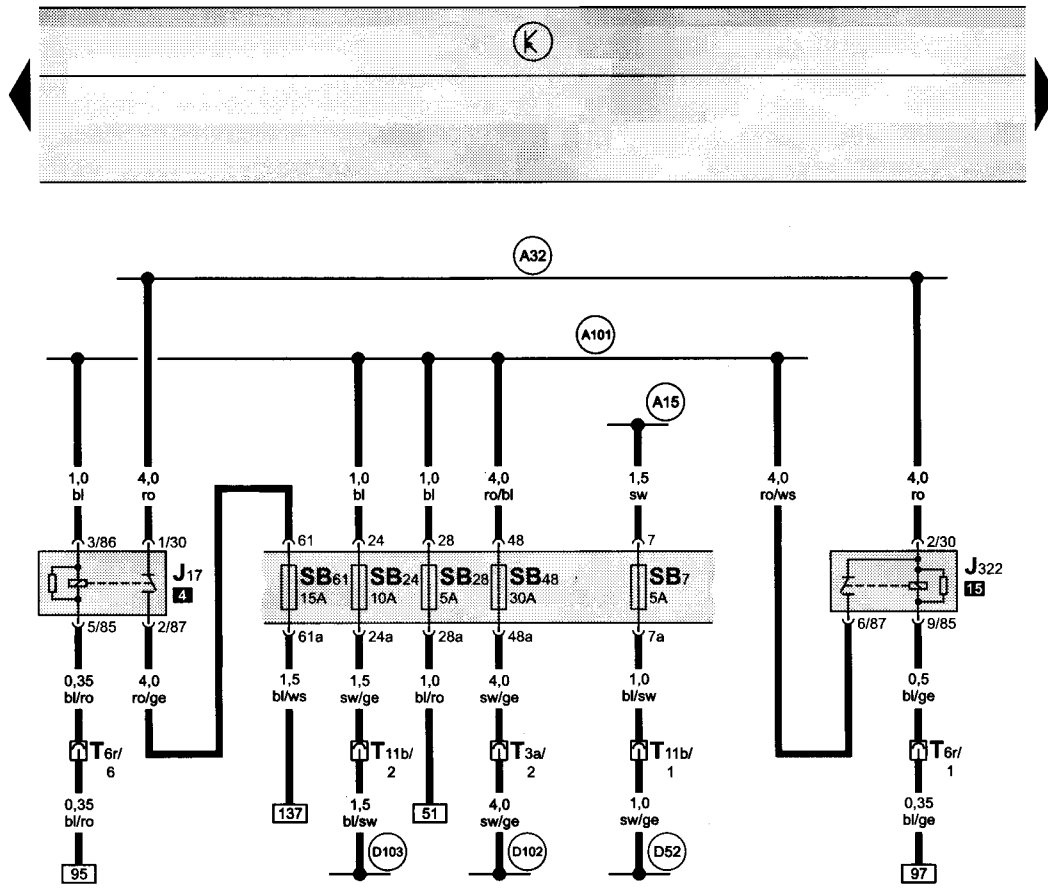 A32
A101
A15
1,0 4,0 1,0 1,0 4,0 1,5 4,0 4,0
bl ro bl bl ro/bl sw ro/ws ro
3/86 1/30 61 24 28 48 7 2/30
J17 SB61 SB24 SB28 SB48 SB7 J322
4 15A 10A 5A 30A 5A 15
5/85 2/87 61a 24a 28a 48a 7a 6/87 9/85
0,35 4,0 1,5 1,5 1,0 4,0 1,0 0,5
bl/ro ro/ge bl/ws sw/ge bl/ro sw/ge bl/sw bl/ge
T6r/ T11b/ T3a/ T11b/ T6r/
6 2 2 1 1
0,35 137 1,5 51 4,0 1,0 0,35
bl/ro bl/sw sw/ge sw/ge bl/ge
D103 D102 D52
95 97